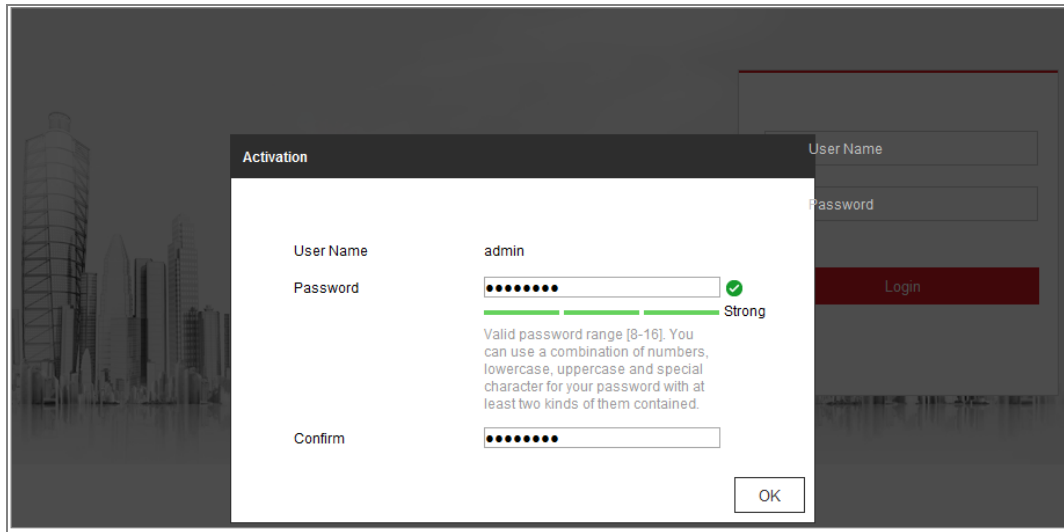 Activation
User Name
Password
Login
User Name admin
Password ••••••••
Strong
Valid password range [8-16]. You
can use a combination of numbers,
lowercase, uppercase and special
character for your password with at
least two kinds of them contained.
Confirm ••••••••
OK